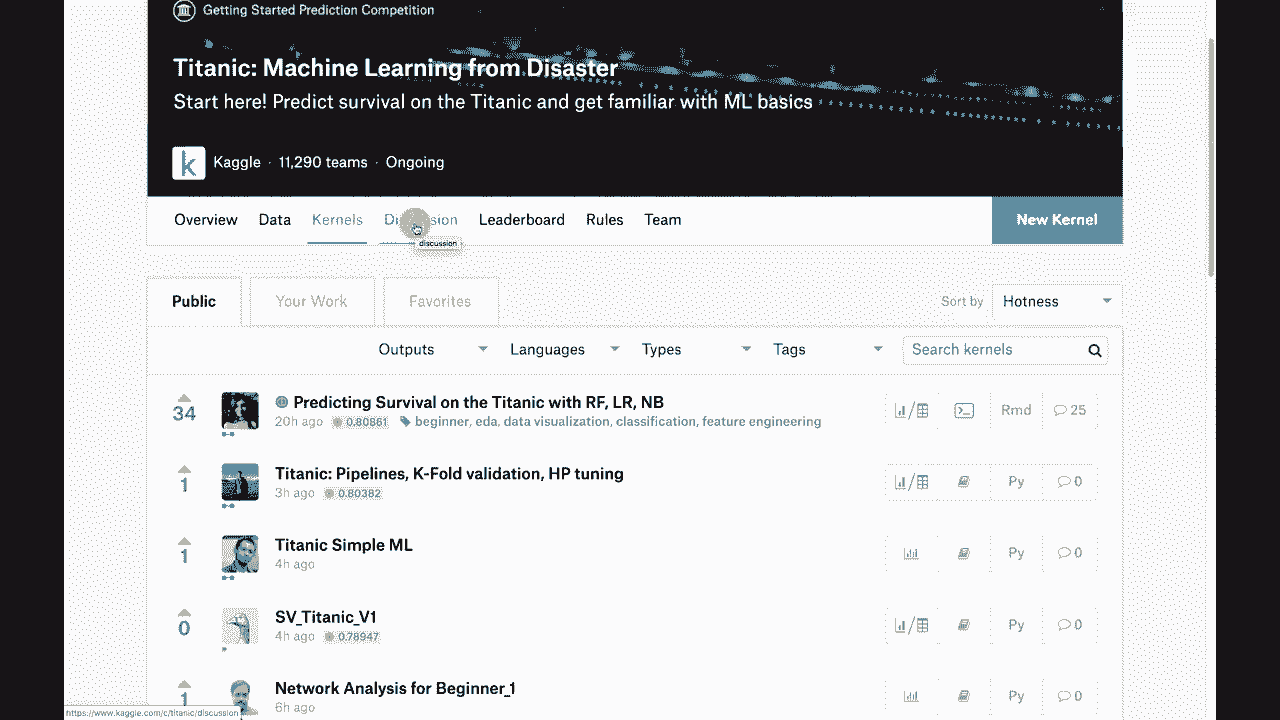 Getting Started Prediction Competition
Titanic: Machine Learning from Disaster
Start here! Predict survival on the Titanic and get familiar with ML basics
k Kaggle · 11,290 teams · Ongoing
Overview Data Kernels Discussion Leaderboard Rules Team New Kernel
discussion
Public Your Work Favorites Sort by Hotness
Outputs Languages Types Tags Search kernels
34 Predicting Survival on the Titanic with RF, LR, NB Rmd 25
20h ago 0.80861 beginner, eda, data visualization, classification, feature engineering
1 Titanic: Pipelines, K-Fold validation, HP tuning Py 0
3h ago 0.80382
1 Titanic Simple ML Py 0
4h ago
0 SV_Titanic_V1 Py 0
4h ago 0.78947
1 Network Analysis for Beginner_1 Py 0
6h ago
https://www.kaggle.com/c/titanic/discussion